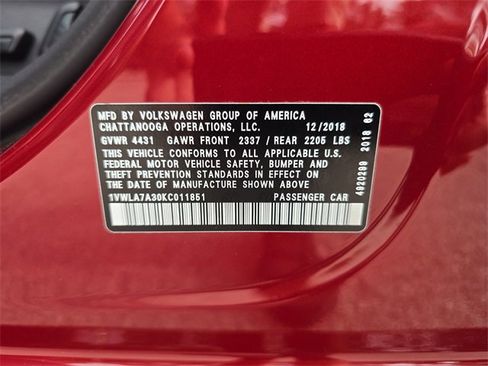 MFD BY VOLKSWAGEN GROUP OF AMERICA
CHATTANOOGA OPERATIONS, LLC. 12/2018
GVWR 4431 GAWR FRONT 2337 / REAR 2205 LBS
THIS VEHICLE CONFORMS TO ALL APPLICABLE U.S.
FEDERAL MOTOR VEHICLE SAFETY, BUMPER AND
THEFT PREVENTION STANDARDS IN EFFECT ON
THE DATE OF MANUFACTURE SHOWN ABOVE
1VWLA7A30KC011851 PASSENGER CAR
4920299 2018 62